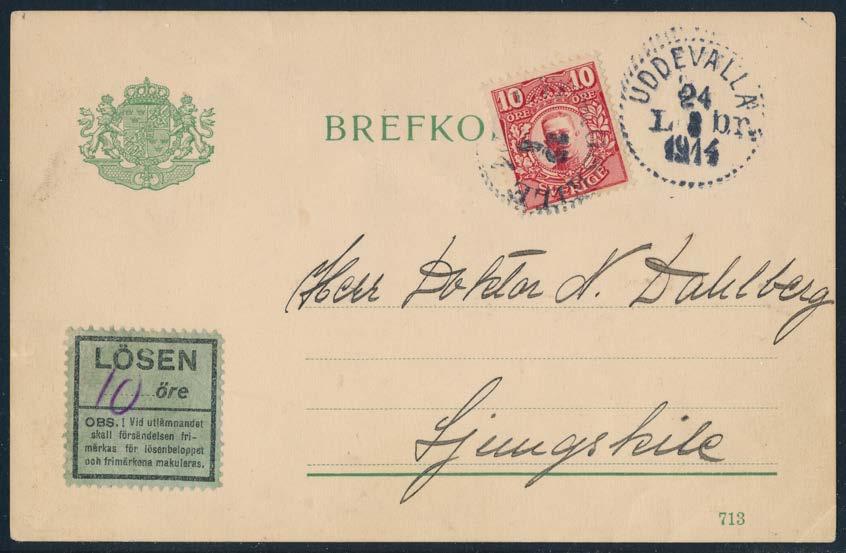 BREFKO
10 10
ÖRE ÖRE
UDDEVALLA
24
L br.
1914
Herr Doktor N. Dahlberg
Ljungskile
LÖSEN
10 öre
OBS.! Vid utlämnandet
skall försändelsen fri-
märkas för lösenbeloppet
och frimärkena makuleras.
713